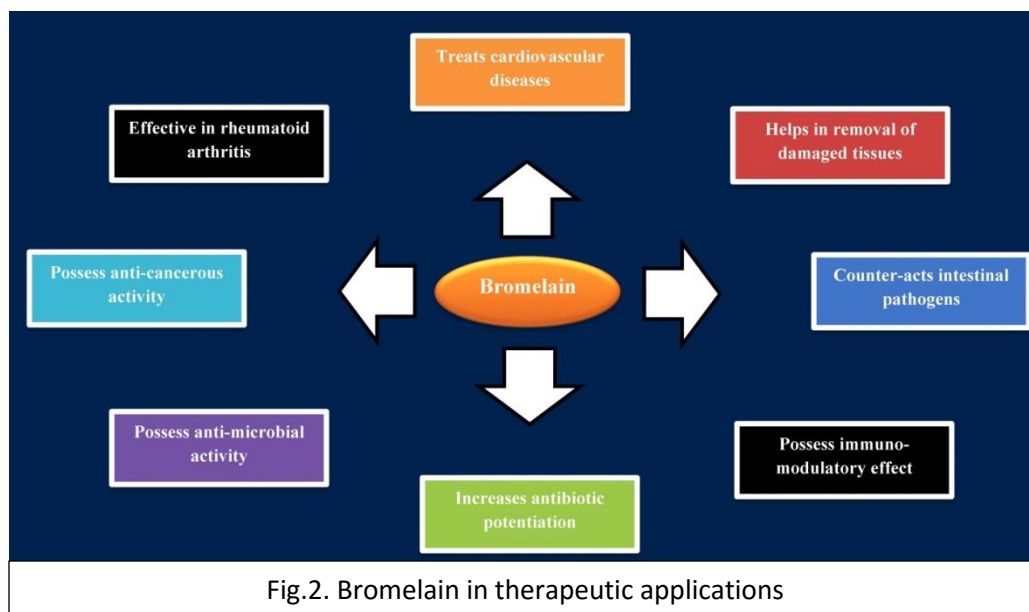 Treats cardiovascular
diseases
Effective in rheumatoid
arthritis
Helps in removal of
damaged tissues
Possess anti-cancerous
activity
Bromelain
Counter-acts intestinal
pathogens
Possess anti-microbial
activity
Possess immuno-
modulatory effect
Increases antibiotic
potentiation
Fig.2. Bromelain in therapeutic applications